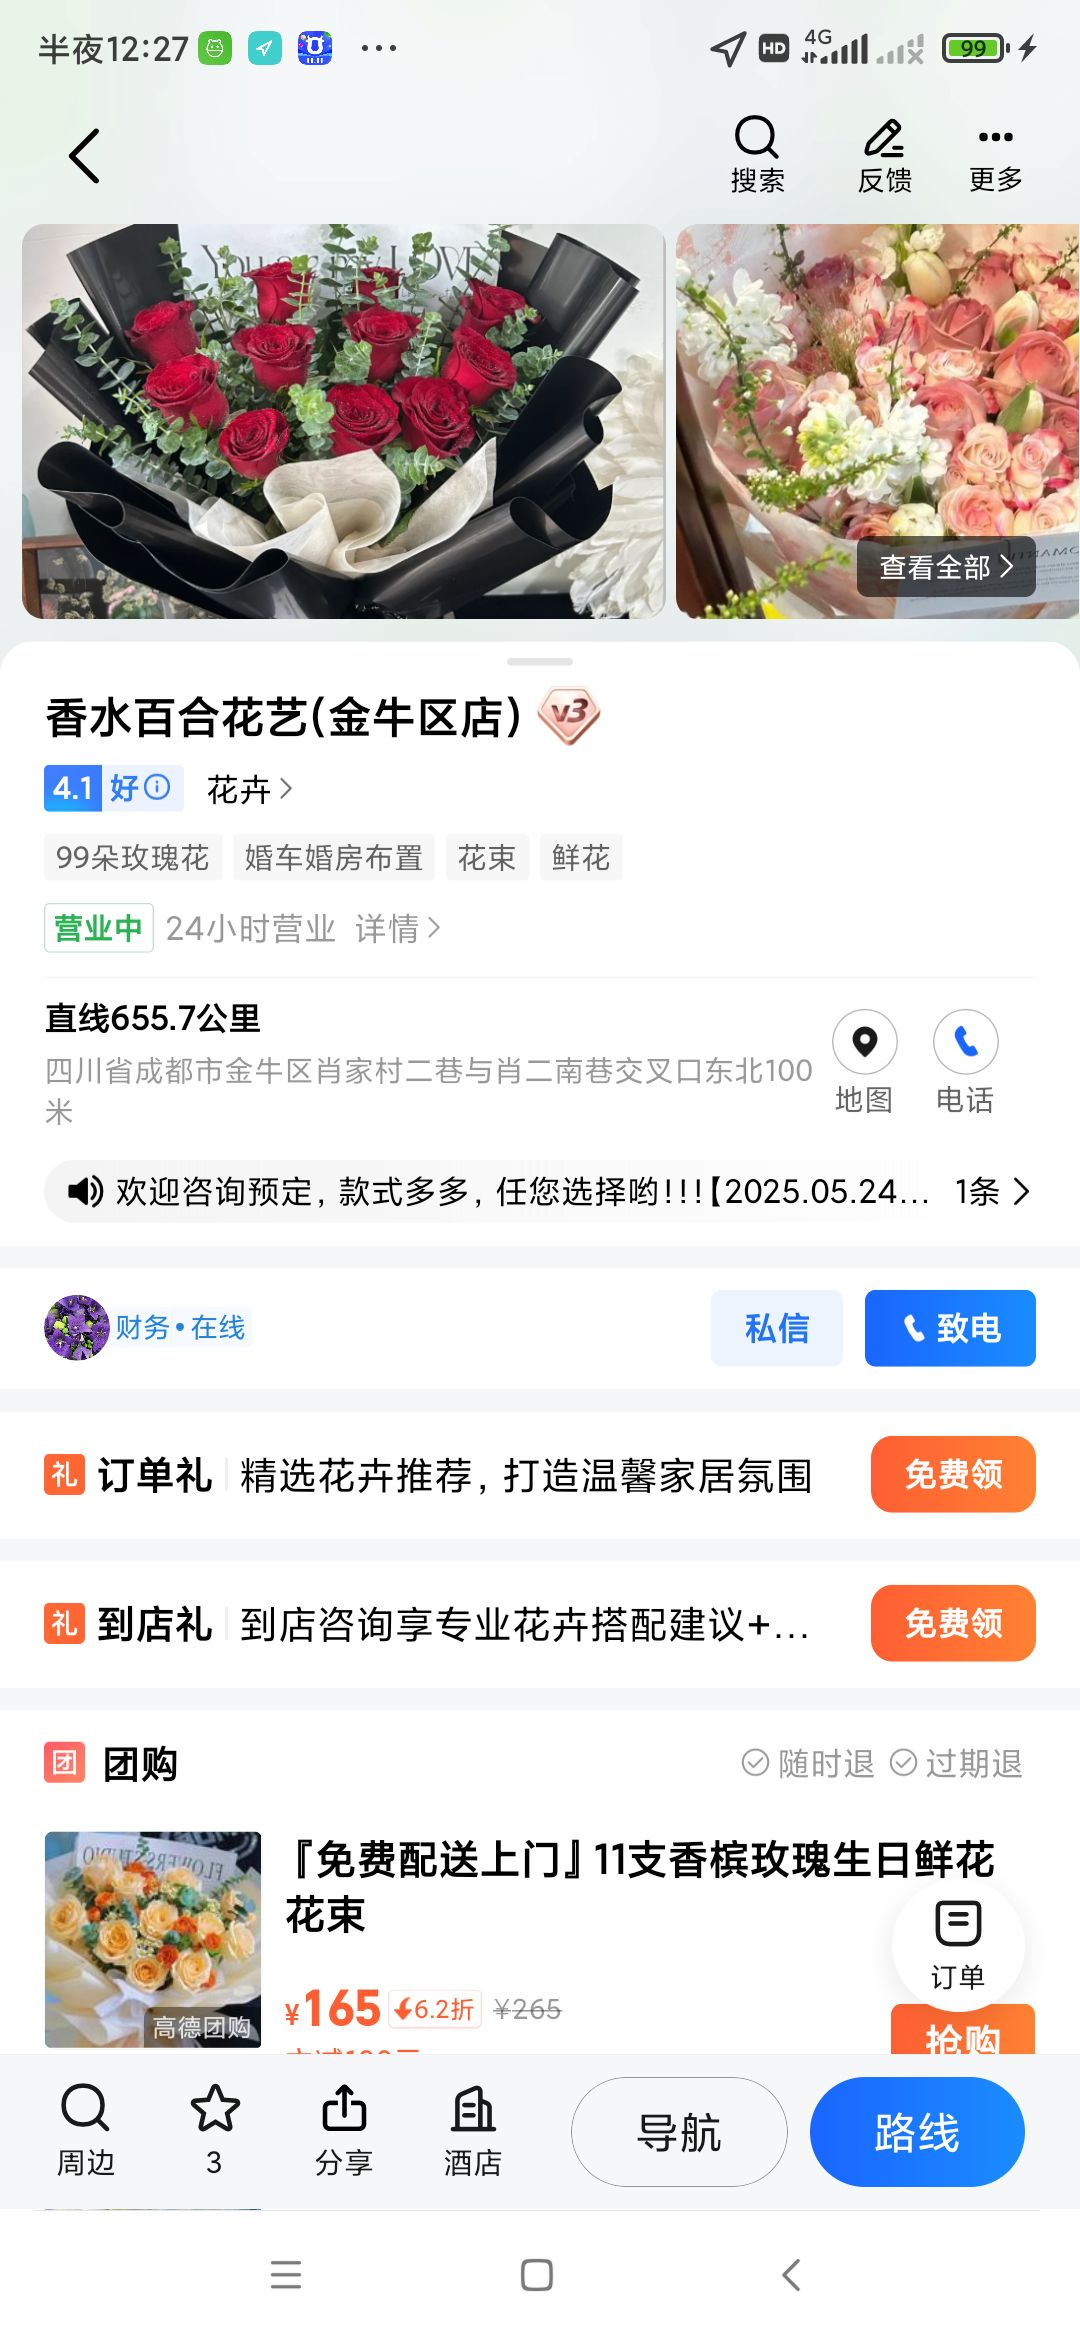 半夜12:27
HD 4G 99
搜索 反馈 更多
查看全部
香水百合花艺(金牛区店) v3
4.1 好 花卉
99朵玫瑰花 婚车婚房布置 花束 鲜花
营业中 24小时营业 详情
直线655.7公里
四川省成都市金牛区肖家村二巷与肖二南巷交叉口东北100
米
地图 电话
欢迎咨询预定，款式多多，任您选择哟!!!【2025.05.24... 1条
财务•在线 私信 致电
礼 订单礼 精选花卉推荐，打造温馨家居氛围 免费领
礼 到店礼 到店咨询享专业花卉搭配建议+... 免费领
团 团购 随时退 过期退
『免费配送上门』11支香槟玫瑰生日鲜花
花束
高德团购
¥165 6.2折 ¥265
订单
抢购
周边 3 分享 酒店 导航 路线